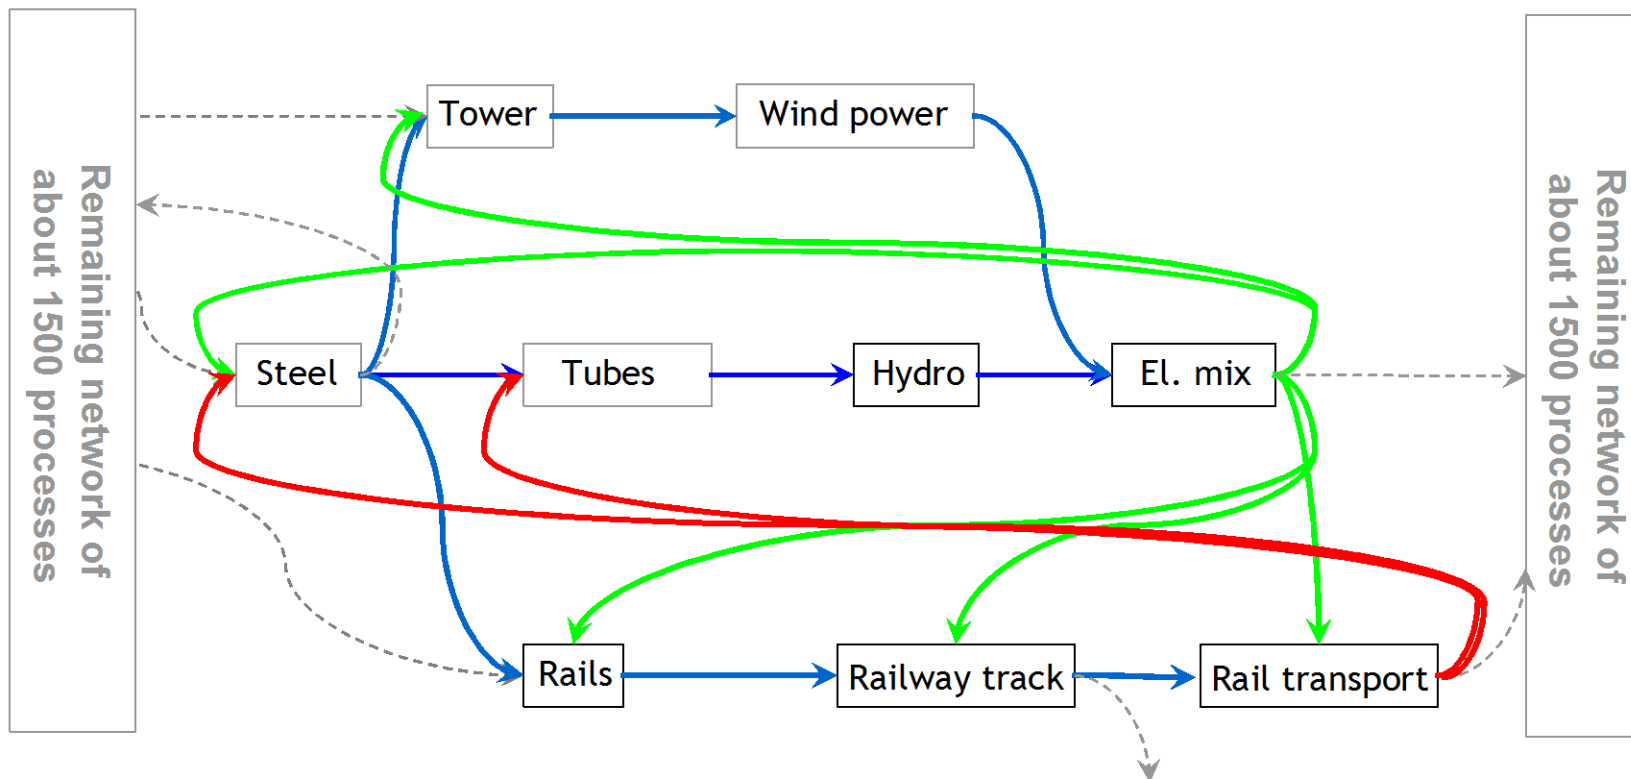 Remaining network of
about 1500 processes
Tower
Wind power
Steel
Tubes
Hydro
El. mix
Rails
Railway track
Rail transport
Remaining network of
about 1500 processes